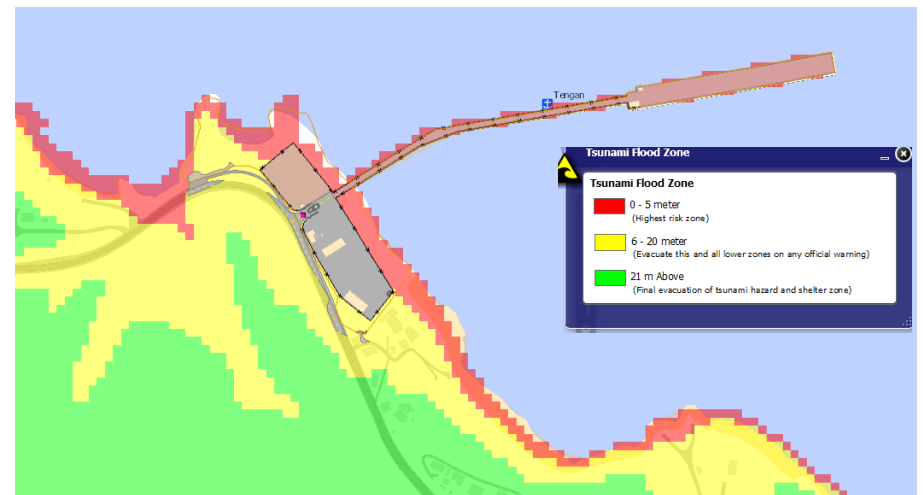 Tengan
Tsunami Flood Zone
Tsunami Flood Zone
0 - 5 meter
(Highest risk zone)
6 - 20 meter
(Evacuate this and all lower zones on any official warning)
21 m Above
(Final evacuation of tsunami hazard and shelter zone)